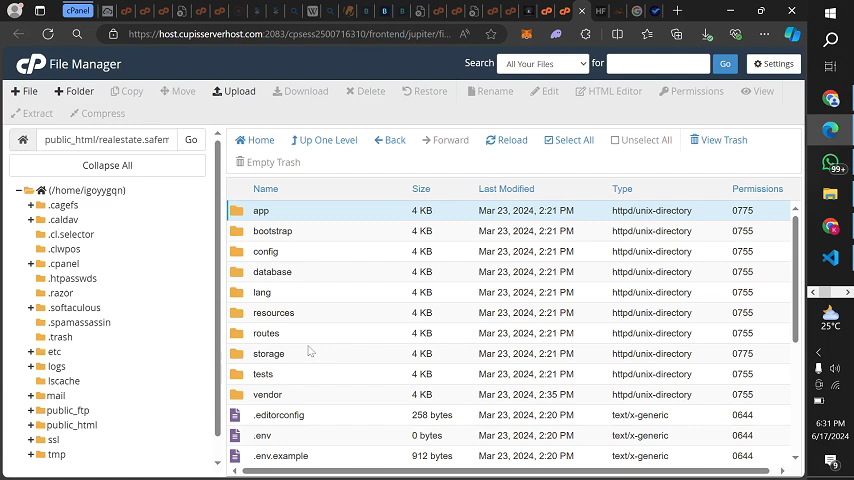 cPanel
https://host.cupisserverhost.com:2083/cpsess2500716310/frontend/jupiter/fi...
cP File Manager
Search All Your Files for Go Settings
File Folder Copy Move Upload Download Delete Restore Rename Edit HTML Editor Permissions View
Extract Compress
public_html/realestate.safem Go
Home Up One Level Back Forward Reload Select All Unselect All View Trash
Empty Trash
Collapse All
Name Size Last Modified Type Permissions
(/home/igoyygqn)
.cagefs
.caldav
.cl.selector
.clwpos
.cpanel
.htpasswds
.razor
.softaculous
.spamassassin
.trash
etc
logs
lscache
mail
public_ftp
public_html
ssl
tmp
app 4 KB Mar 23, 2024, 2:21 PM httpd/unix-directory 0775
bootstrap 4 KB Mar 23, 2024, 2:21 PM httpd/unix-directory 0755
config 4 KB Mar 23, 2024, 2:21 PM httpd/unix-directory 0755
database 4 KB Mar 23, 2024, 2:21 PM httpd/unix-directory 0755
lang 4 KB Mar 23, 2024, 2:21 PM httpd/unix-directory 0755
resources 4 KB Mar 23, 2024, 2:21 PM httpd/unix-directory 0755
routes 4 KB Mar 23, 2024, 2:21 PM httpd/unix-directory 0755
storage 4 KB Mar 23, 2024, 2:21 PM httpd/unix-directory 0775
tests 4 KB Mar 23, 2024, 2:21 PM httpd/unix-directory 0755
vendor 4 KB Mar 23, 2024, 2:35 PM httpd/unix-directory 0755
.editorconfig 258 bytes Mar 23, 2024, 2:20 PM text/x-generic 0644
.env 0 bytes Mar 23, 2024, 2:20 PM text/x-generic 0644
.env.example 912 bytes Mar 23, 2024, 2:20 PM text/x-generic 0644
99+
25°C
6:31 PM
6/17/2024
9